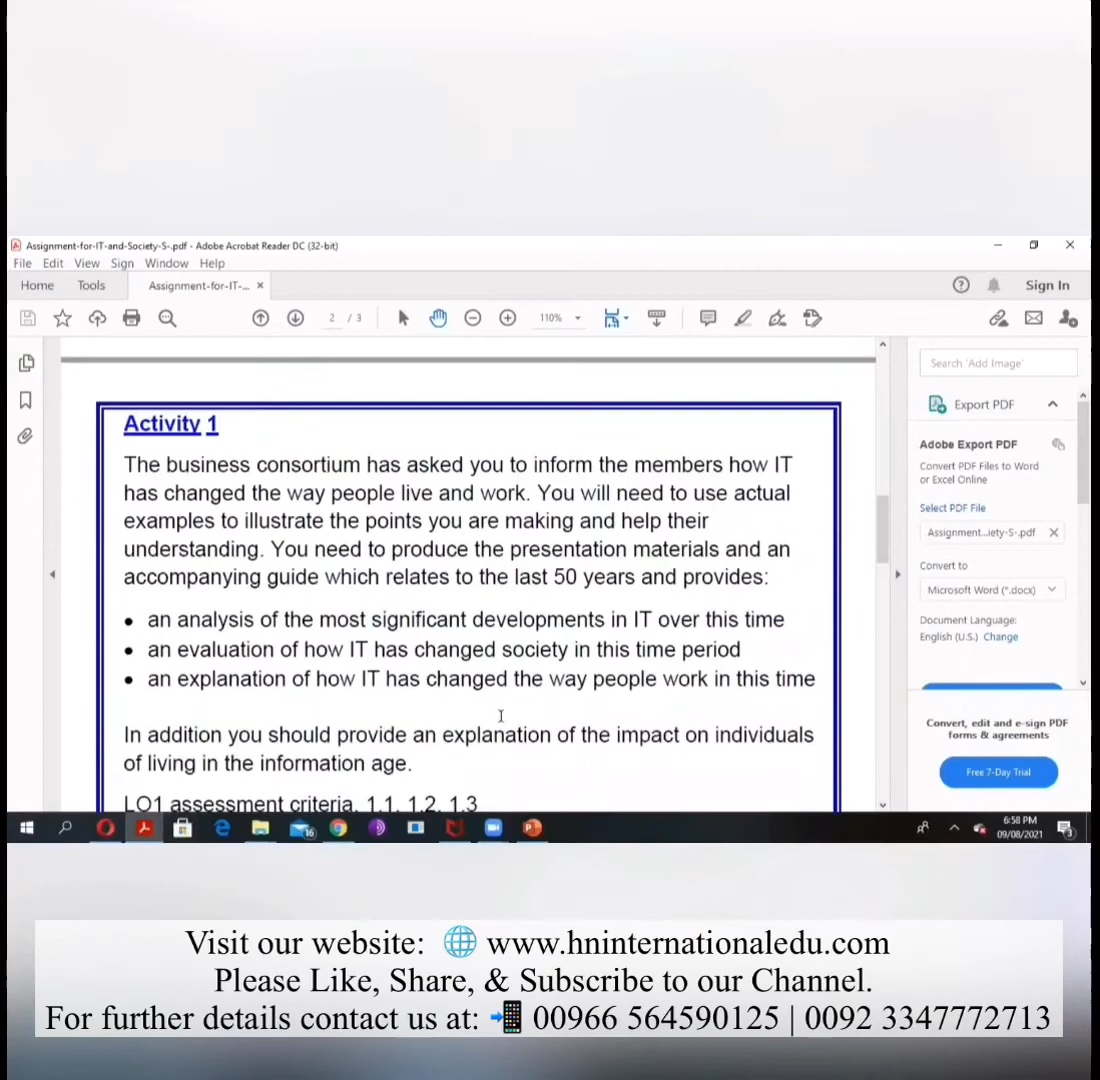 Assignment-for-IT-and-Society-S-.pdf - Adobe Acrobat Reader DC (32-bit)
File Edit View Sign Window Help
Home Tools Assignment-for-IT-... × Sign In
2 / 3 110%
Search 'Add Image'
Export PDF
Adobe Export PDF
Convert PDF Files to Word
or Excel Online
Select PDF File
Assignment...iety-S-.pdf ×
Convert to
Microsoft Word (*.docx)
Document Language:
English (U.S.) Change
Convert, edit and e-sign PDF
forms & agreements
Free 7-Day Trial
Activity 1
The business consortium has asked you to inform the members how IT
has changed the way people live and work. You will need to use actual
examples to illustrate the points you are making and help their
understanding. You need to produce the presentation materials and an
accompanying guide which relates to the last 50 years and provides:
• an analysis of the most significant developments in IT over this time
• an evaluation of how IT has changed society in this time period
• an explanation of how IT has changed the way people work in this time
In addition you should provide an explanation of the impact on individuals
of living in the information age.
LO1 assessment criteria. 1.1, 1.2, 1.3
16
6:58 PM
09/08/2021
3
Visit our website: 🌐 www.hninternationaledu.com
Please Like, Share, & Subscribe to our Channel.
For further details contact us at: 📲 00966 564590125 | 0092 3347772713